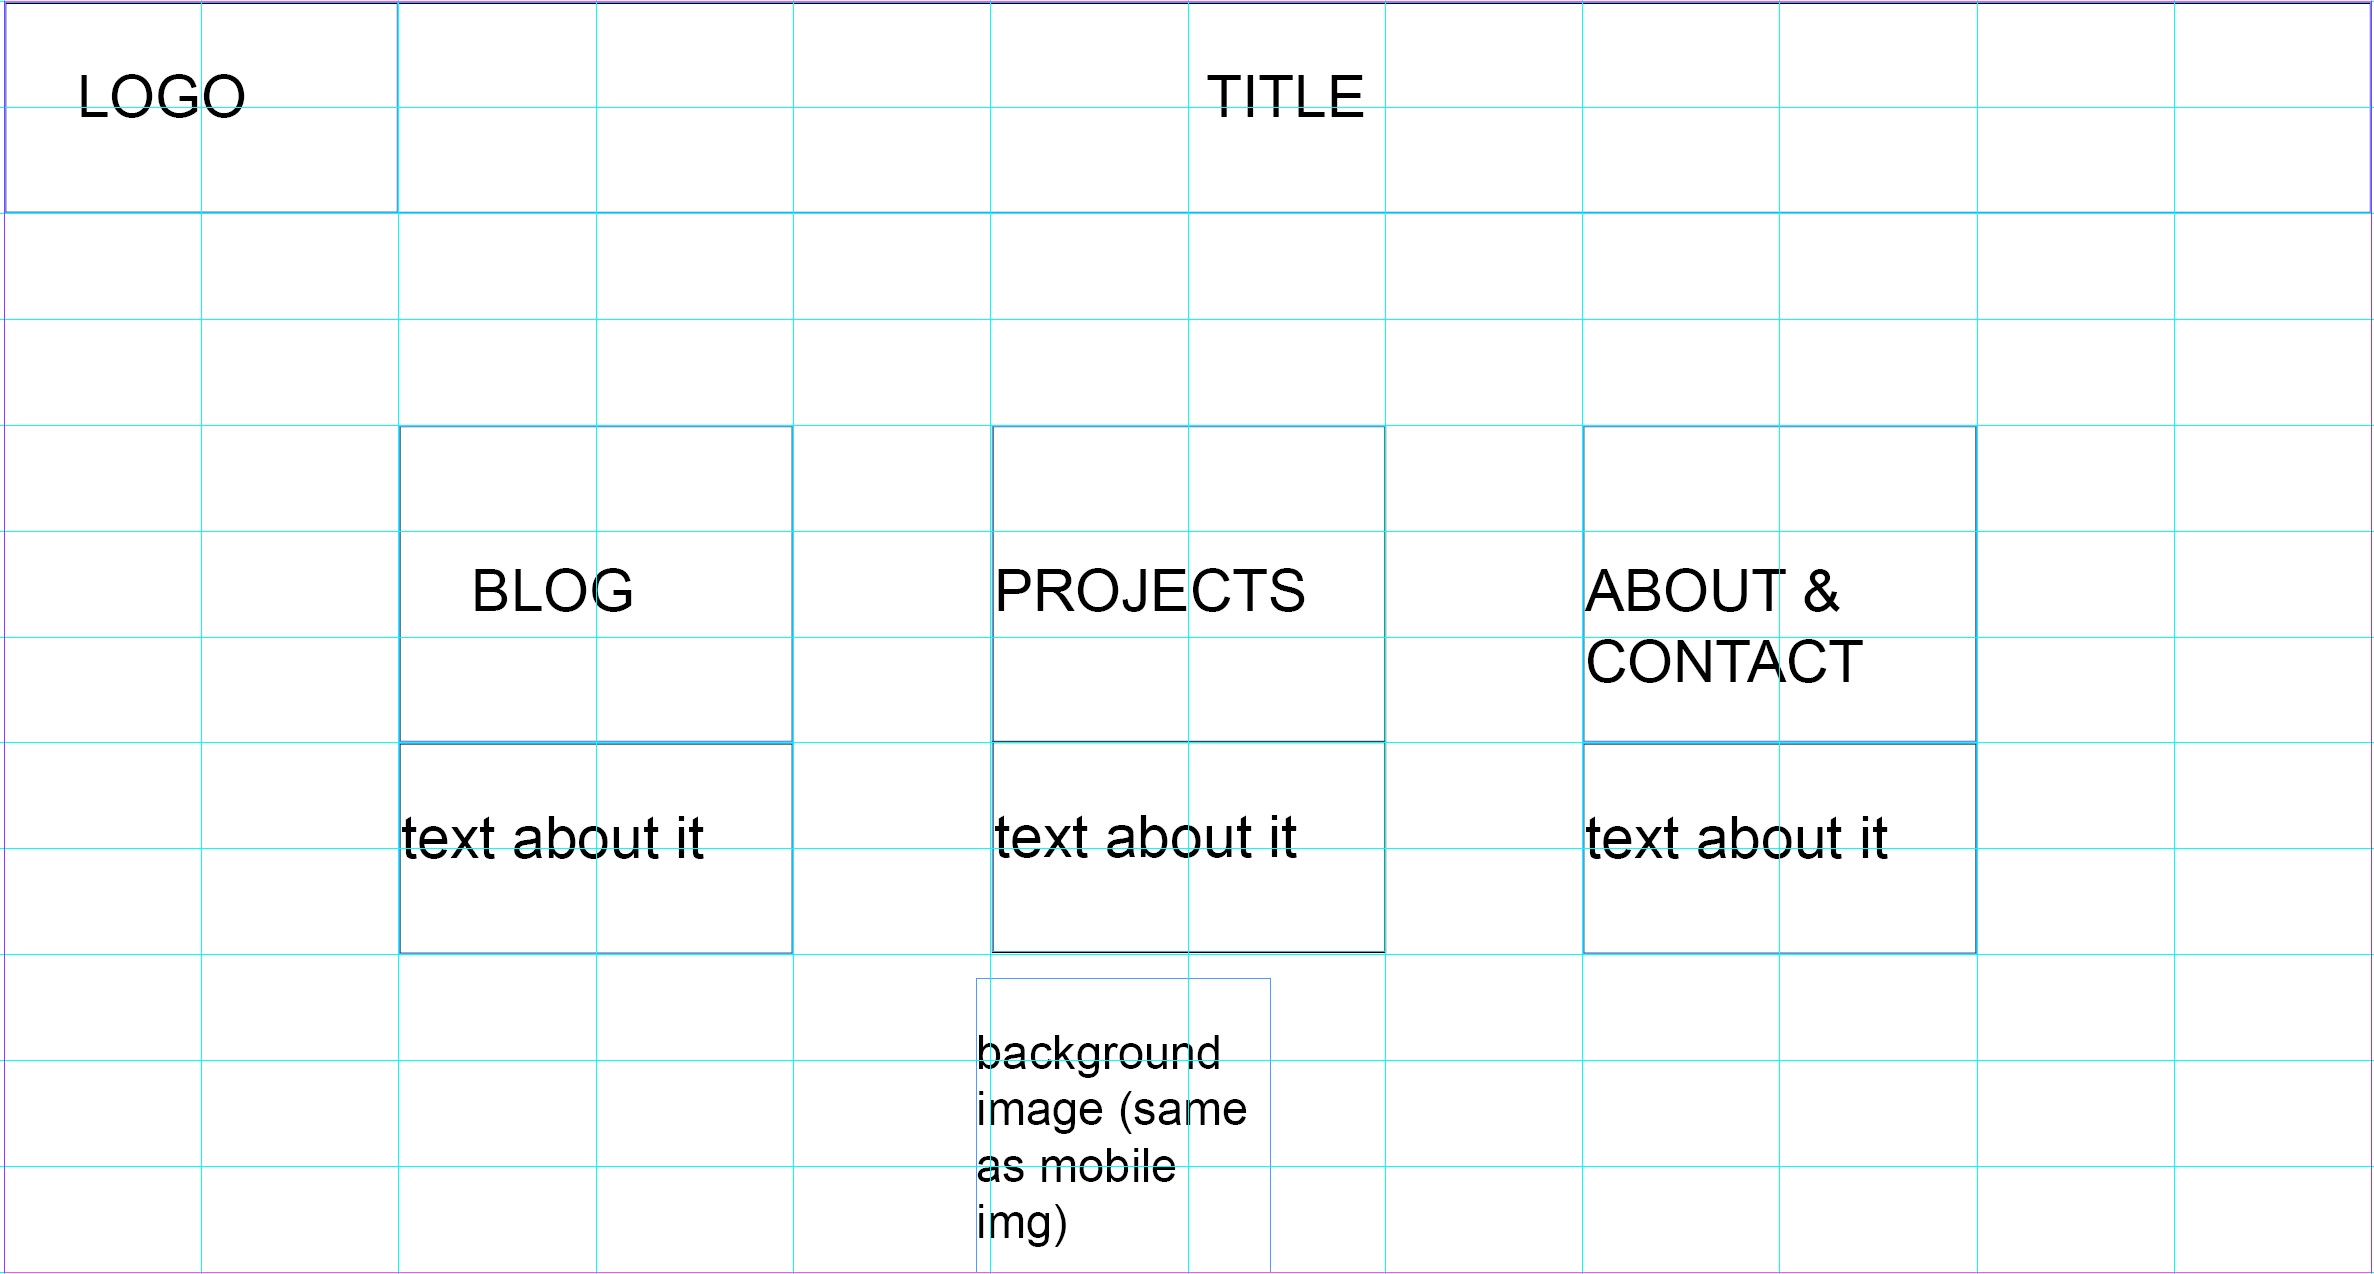 LOGO
TITLE
BLOG
PROJECTS
ABOUT &
CONTACT
text about it
text about it
text about it
background
image (same
as mobile
img)